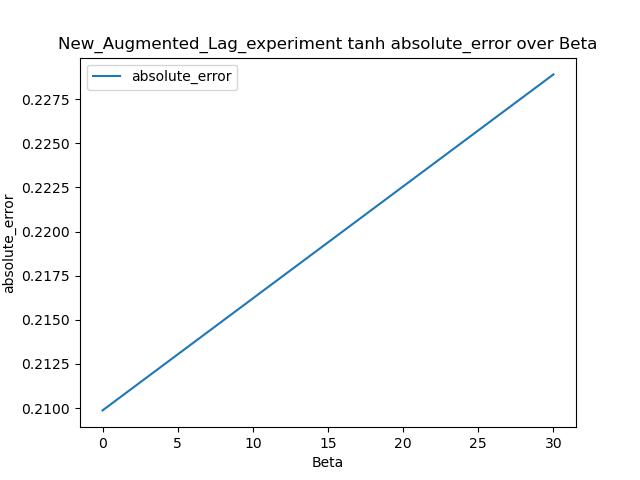 New_Augmented_Lag_experiment tanh absolute_error over Beta
absolute_error
absolute_error
0.2275
0.2250
0.2225
0.2200
0.2175
0.2150
0.2125
0.2100
0 5 10 15 20 25 30
Beta